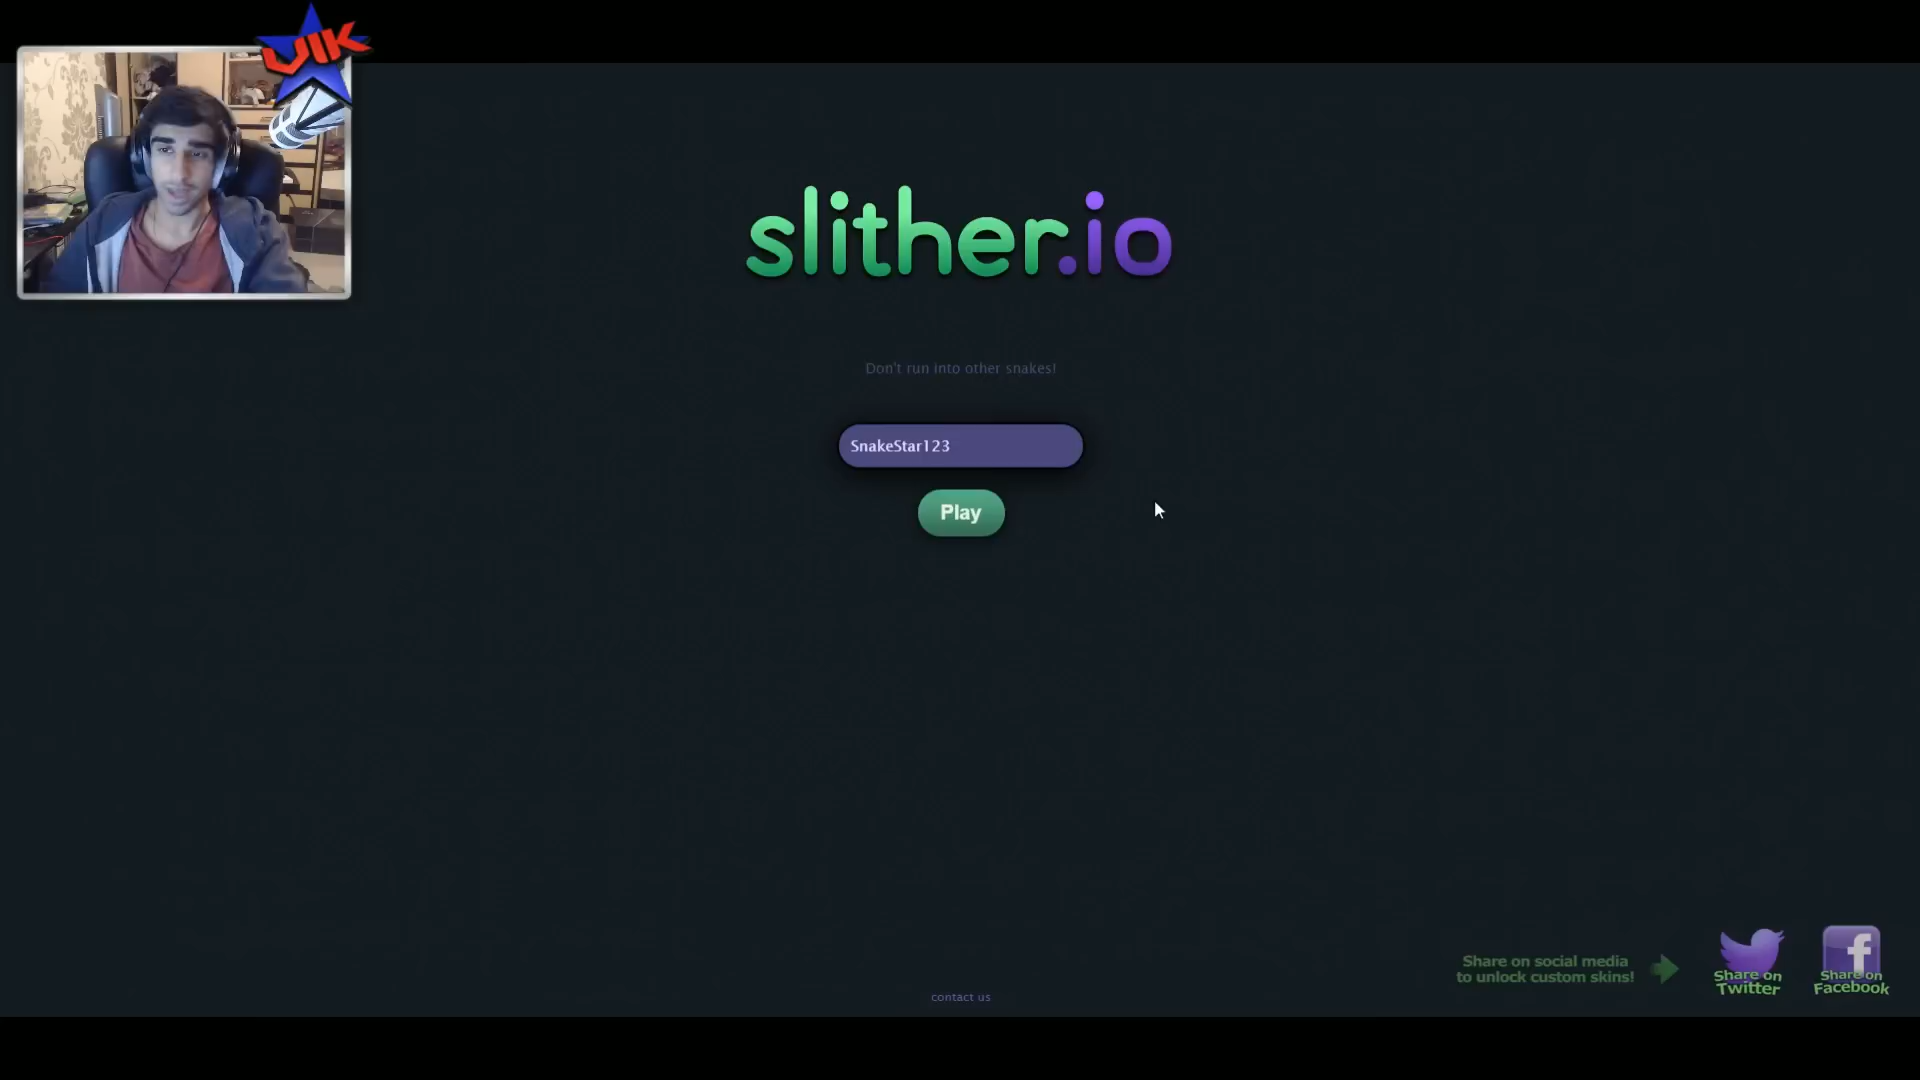 VIK
slither.io
Don't run into other snakes!
SnakeStar123
Play
Share on social media
to unlock custom skins!
Share on
Twitter
Share on
Facebook
contact us